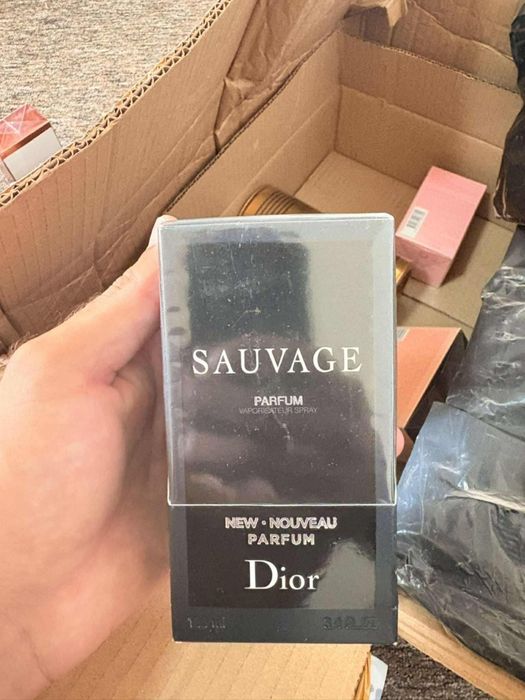 SAUVAGE
PARFUM
VAPORISATEUR SPRAY
NEW · NOUVEAU
PARFUM
Dior